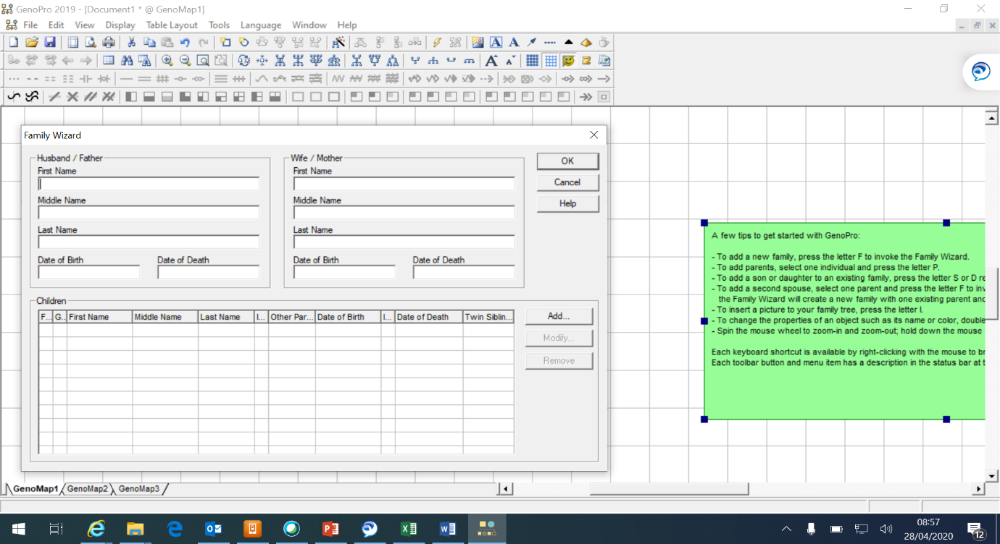 GenoPro 2019 - [Document1 * @ GenoMap1]
File Edit View Display Table Layout Tools Language Window Help
Family Wizard
Husband / Father
First Name
Middle Name
Last Name
Date of Birth Date of Death
Wife / Mother
First Name
Middle Name
Last Name
Date of Birth Date of Death
OK
Cancel
Help
Children
F... G.. First Name Middle Name Last Name I... Other Par... Date of Birth I... Date of Death Twin Siblin...
Add...
Modify...
Remove
A few tips to get started with GenoPro:
- To add a new family, press the letter F to invoke the Family Wizard.
- To add parents, select one individual and press the letter P.
- To add a son or daughter to an existing family, press the letter S or D re
- To add a second spouse, select one parent and press the letter F to inv
the Family Wizard will create a new family with one existing parent and
- To insert a picture to your family tree, press the letter I.
- To change the properties of an object such as its name or color, double
- Spin the mouse wheel to zoom-in and zoom-out; hold down the mouse
Each keyboard shortcut is available by right-clicking with the mouse to br
Each toolbar button and menu item has a description in the status bar at t
GenoMap1 GenoMap2 GenoMap3
08:57
28/04/2020
12